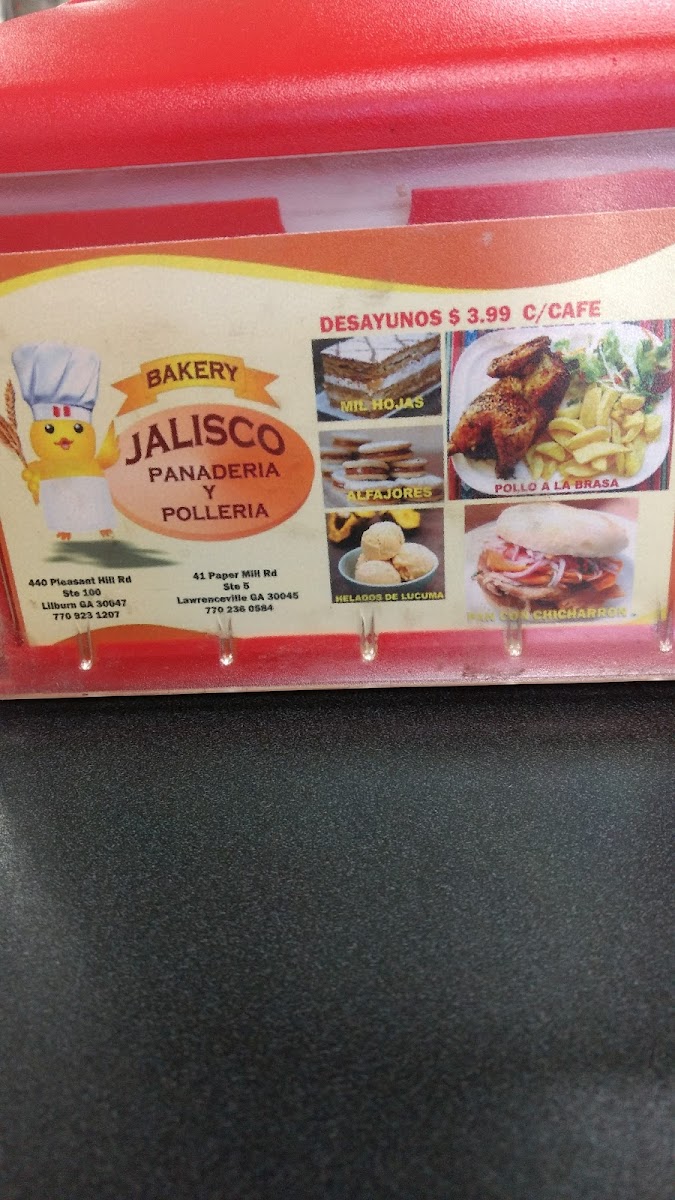 BAKERY
JALISCO
PANADERIA
Y
POLLERIA
440 Pleasant Hill Rd
Ste 100
Lilburn GA 30047
770 923 1207
41 Paper Mill Rd
Ste 5
Lawrenceville GA 30045
770 236 0584
DESAYUNOS $ 3.99 C/CAFE
MIL HOJAS
ALFAJORES
HELADOS DE LUCUMA
POLLO A LA BRASA
PAN CON CHICHARRON